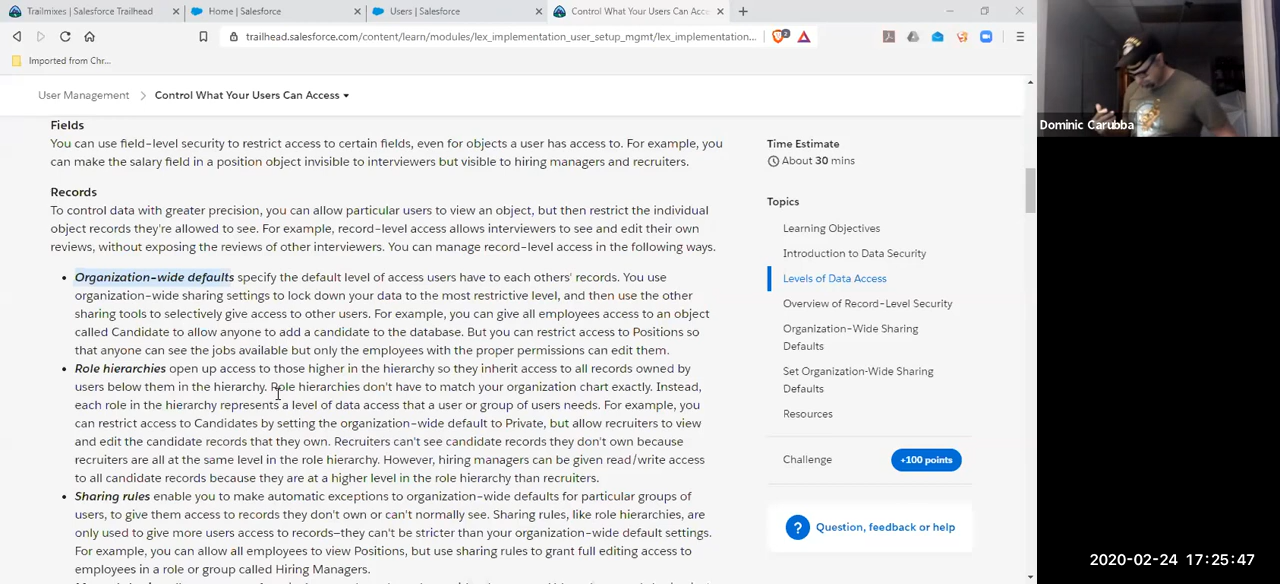 Trailmixes | Salesforce Trailhead
Home | Salesforce
Users | Salesforce
Control What Your Users Can Acce
trailhead.salesforce.com/content/learn/modules/lex_implementation_user_setup_mgmt/lex_implementation...
2
Imported from Chr...
User Management > Control What Your Users Can Access
Fields
You can use field-level security to restrict access to certain fields, even for objects a user has access to. For example, you
can make the salary field in a position object invisible to interviewers but visible to hiring managers and recruiters.
Records
To control data with greater precision, you can allow particular users to view an object, but then restrict the individual
object records they're allowed to see. For example, record-level access allows interviewers to see and edit their own
reviews, without exposing the reviews of other interviewers. You can manage record-level access in the following ways.
• Organization-wide defaults specify the default level of access users have to each others' records. You use
organization-wide sharing settings to lock down your data to the most restrictive level, and then use the other
sharing tools to selectively give access to other users. For example, you can give all employees access to an object
called Candidate to allow anyone to add a candidate to the database. But you can restrict access to Positions so
that anyone can see the jobs available but only the employees with the proper permissions can edit them.
• Role hierarchies open up access to those higher in the hierarchy so they inherit access to all records owned by
users below them in the hierarchy. Role hierarchies don't have to match your organization chart exactly. Instead,
each role in the hierarchy represents a level of data access that a user or group of users needs. For example, you
can restrict access to Candidates by setting the organization-wide default to Private, but allow recruiters to view
and edit the candidate records that they own. Recruiters can't see candidate records they don't own because
recruiters are all at the same level in the role hierarchy. However, hiring managers can be given read/write access
to all candidate records because they are at a higher level in the role hierarchy than recruiters.
• Sharing rules enable you to make automatic exceptions to organization-wide defaults for particular groups of
users, to give them access to records they don't own or can't normally see. Sharing rules, like role hierarchies, are
only used to give more users access to records—they can't be stricter than your organization-wide default settings.
For example, you can allow all employees to view Positions, but use sharing rules to grant full editing access to
employees in a role or group called Hiring Managers.
Time Estimate
About 30 mins
Topics
Learning Objectives
Introduction to Data Security
Levels of Data Access
Overview of Record-Level Security
Organization-Wide Sharing
Defaults
Set Organization-Wide Sharing
Defaults
Resources
Challenge
+100 points
? Question, feedback or help
Dominic Carubba
2020-02-24 17:25:47